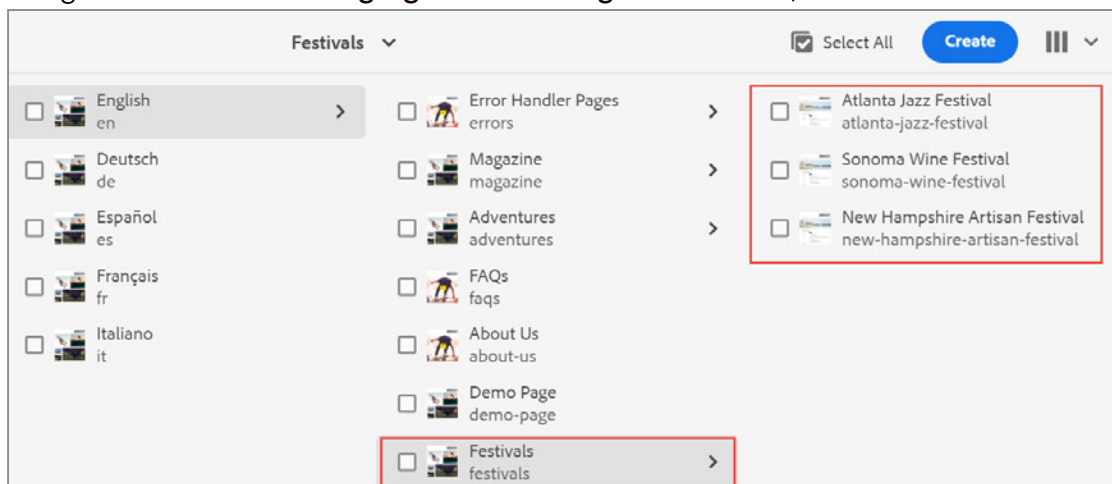 Festivals
Select All
Create
English
en
Deutsch
de
Español
es
Français
fr
Italiano
it
Error Handler Pages
errors
Magazine
magazine
Adventures
adventures
FAQs
faqs
About Us
about-us
Demo Page
demo-page
Festivals
festivals
Atlanta Jazz Festival
atlanta-jazz-festival
Sonoma Wine Festival
sonoma-wine-festival
New Hampshire Artisan Festival
new-hampshire-artisan-festival